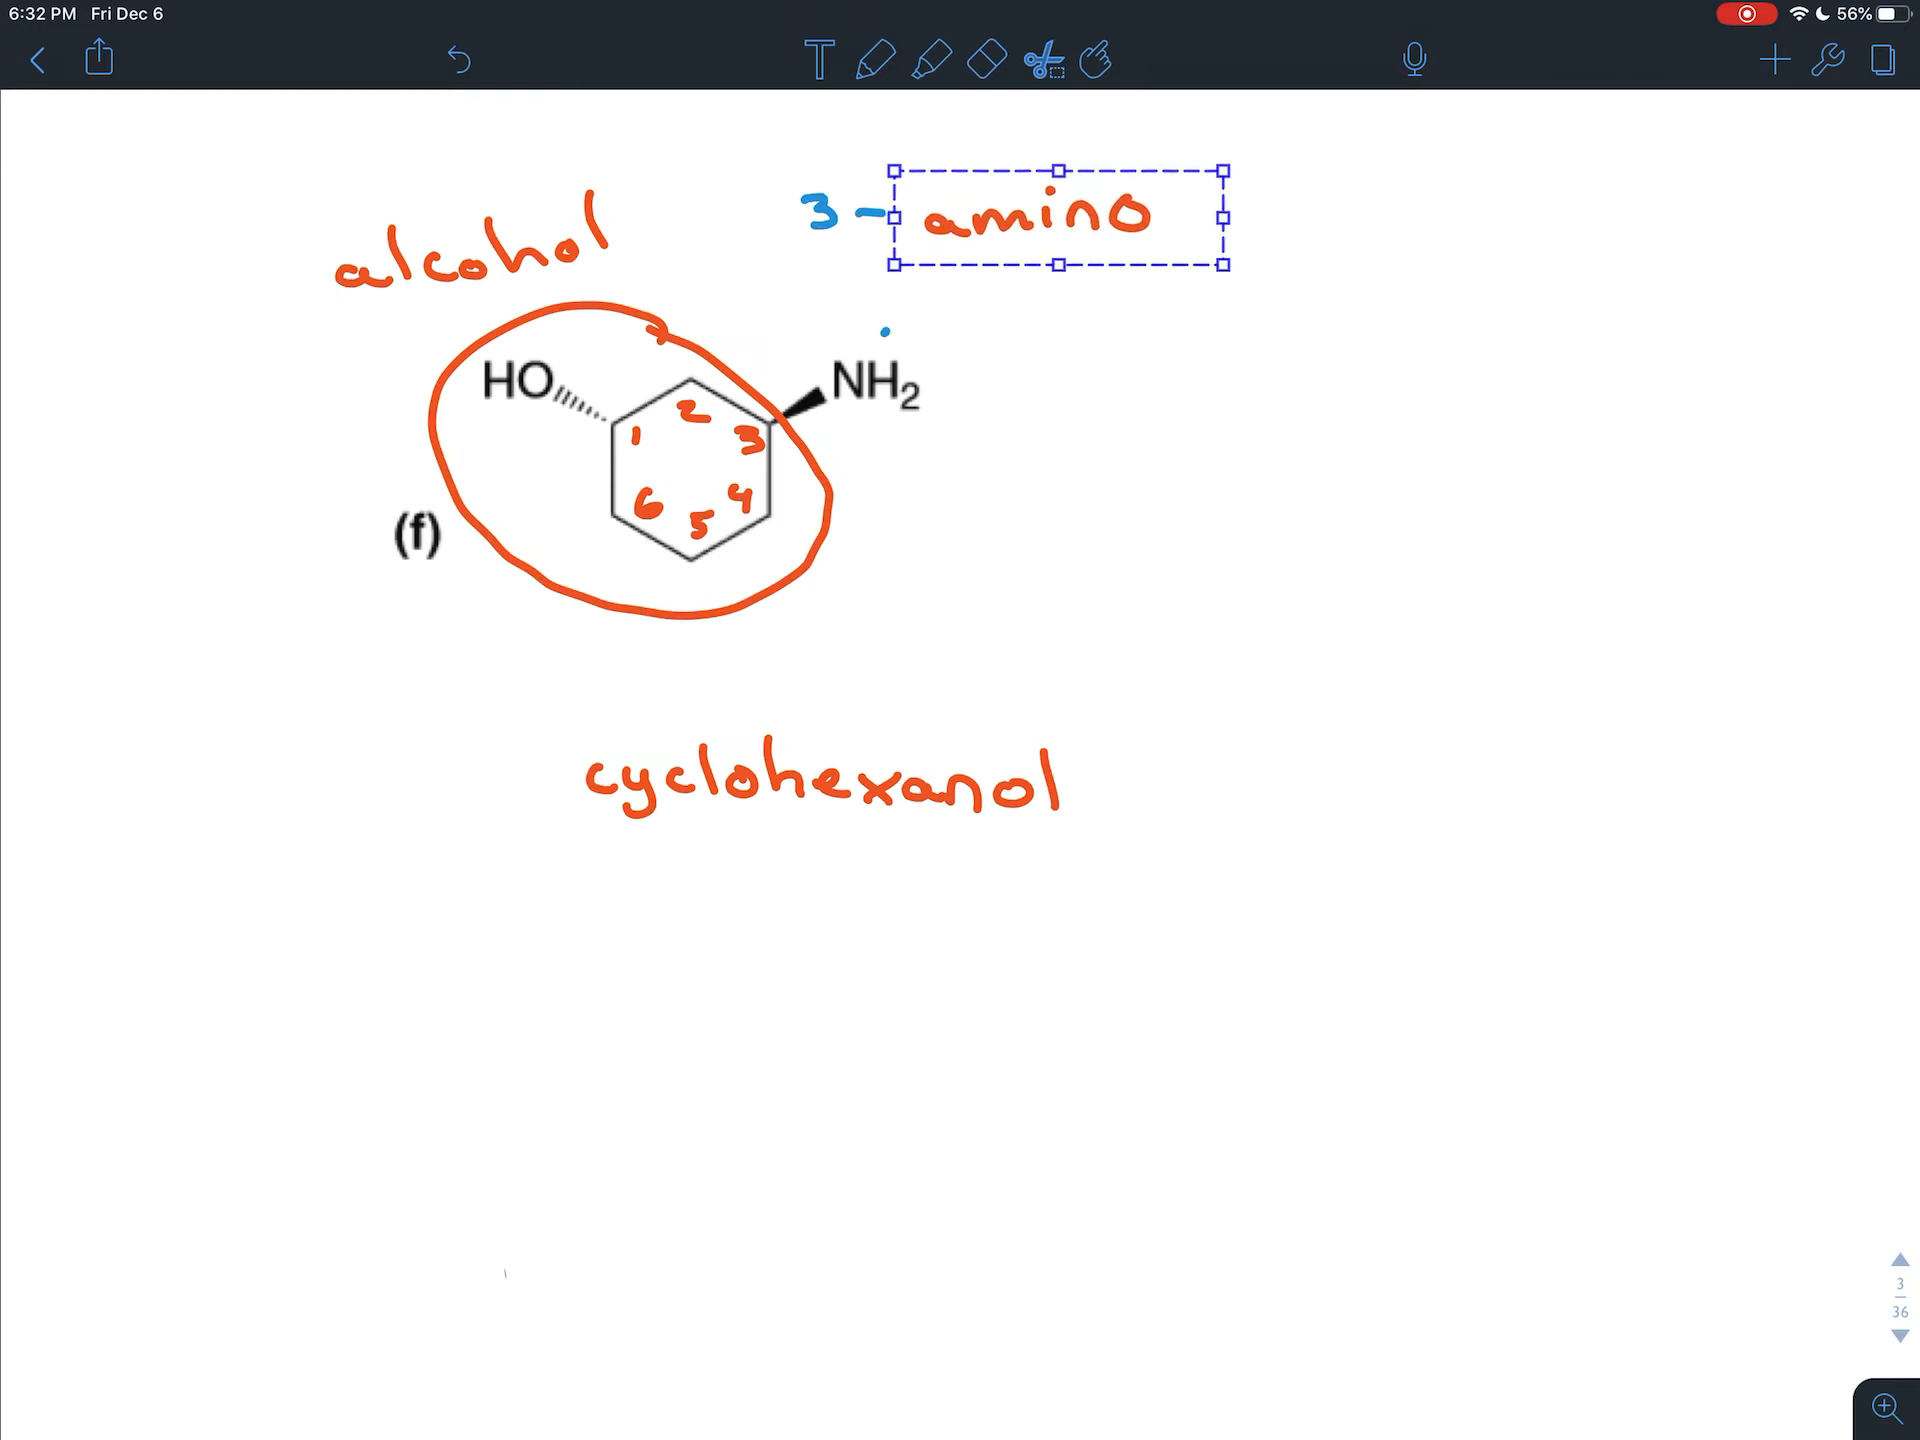 6:32 PM Fri Dec 6
56%
3-amino
alcohol
HO
NH₂
1
2
3
4
5
6
(f)
cyclohexanol
3
36